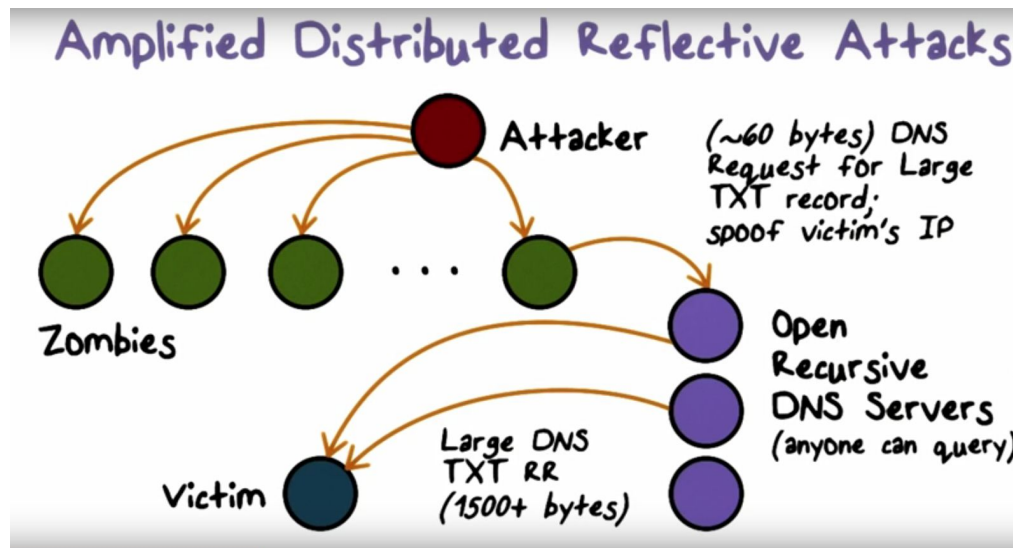 Amplified Distributed Reflective Attacks
Attacker
(~60 bytes) DNS
Request for Large
TXT record;
spoof victim's IP
...
Zombies
Open
Recursive
DNS Servers
(anyone can query)
Large DNS
TXT RR
(1500+ bytes)
Victim